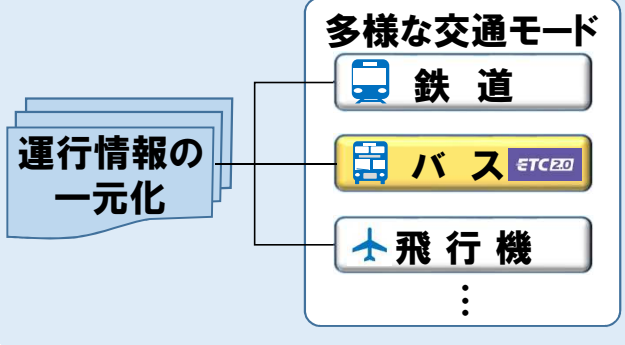 多様な交通モード
鉄 道
運行情報の
一元化
バ ス ETC2.0
飛 行 機
⋮